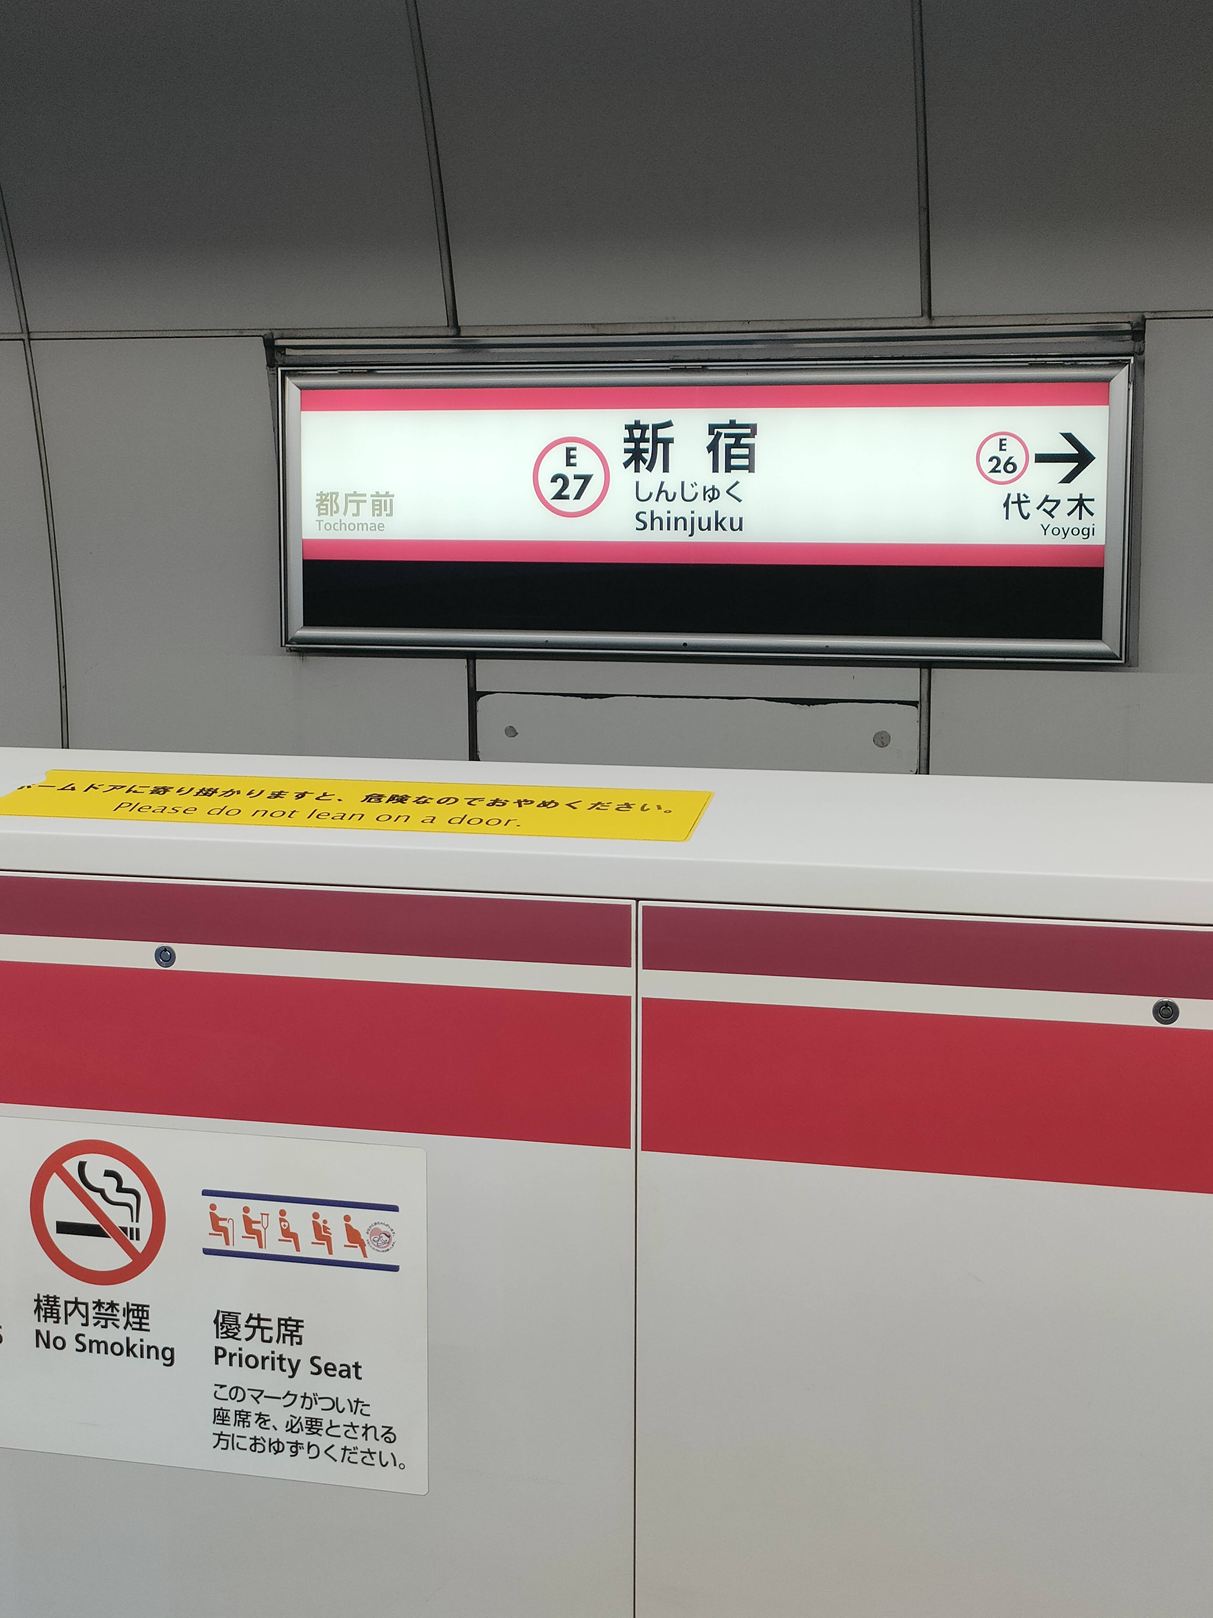 E
27
新宿
しんじゅく
Shinjuku
都庁前
Tochomae
E
26
代々木
Yoyogi
ームドアに寄り掛かりますと、危険なのでおやめください。
Please do not lean on a door.
構内禁煙
No Smoking
優先席
Priority Seat
このマークがついた
座席を、必要とされる
方におゆずりください。